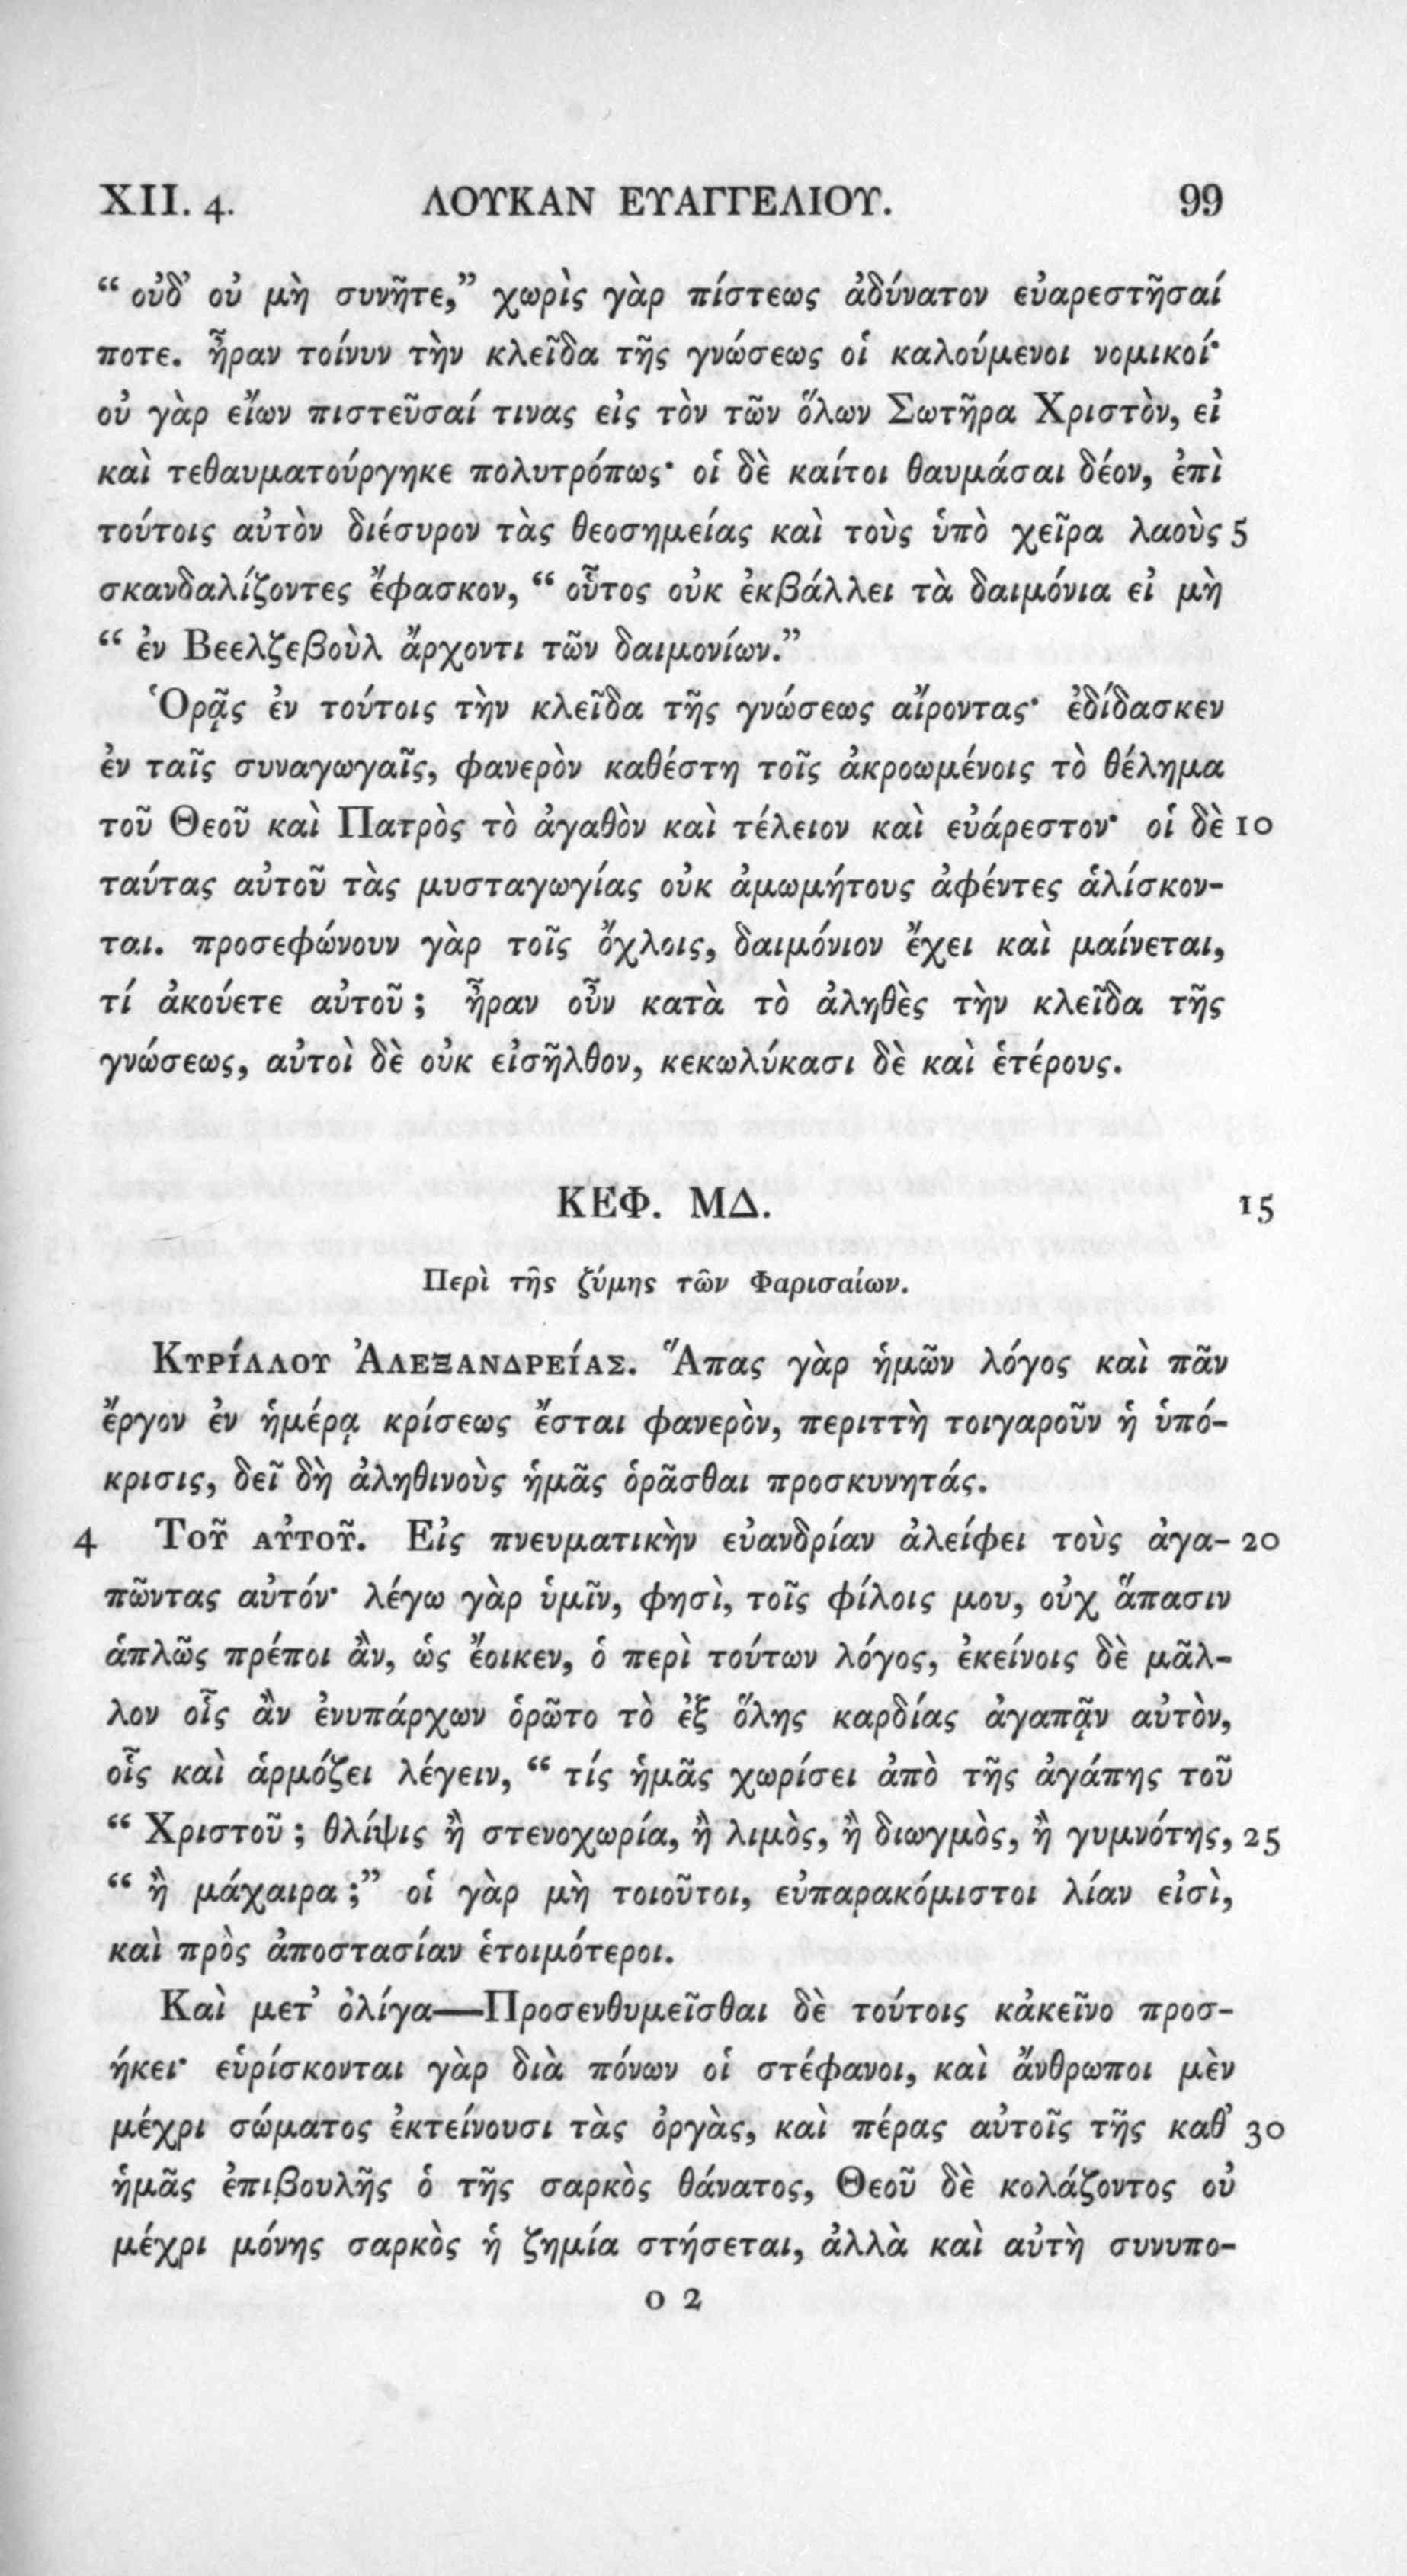 XII. 4. ΛΟΥΚΑΝ ΕΥΑΓΓΕΛΙΟΥ. 99
“ οὐδ’ οὐ μὴ συνῆτε,” χωρὶς γὰρ πίστεως ἀδύνατον εὐαρεστῆσαί
ποτε. ἦραν τοίνυν τὴν κλεῖδα τῆς γνώσεως οἱ καλούμενοι νομικοί·
οὐ γὰρ εἴων πιστεῦσαί τινας εἰς τὸν τῶν ὅλων Σωτῆρα Χριστὸν, εἰ
καὶ τεθαυματούργηκε πολυτρόπως· οἱ δὲ καίτοι θαυμάσαι δέον, ἐπὶ
τούτοις αὐτὸν διέσυρον τὰς θεοσημείας καὶ τοὺς ὑπὸ χεῖρα λαοὺς 5
σκανδαλίζοντες ἔφασκον, “ οὗτος οὐκ ἐκβάλλει τὰ δαιμόνια εἰ μὴ
“ ἐν Βεελζεβοὺλ ἄρχοντι τῶν δαιμονίων.”
Ὁρᾷς ἐν τούτοις τὴν κλεῖδα τῆς γνώσεως αἴροντας· ἐδίδασκεν
ἐν ταῖς συναγωγαῖς, φανερὸν καθέστη τοῖς ἀκροωμένοις τὸ θέλημα
τοῦ Θεοῦ καὶ Πατρὸς τὸ ἀγαθὸν καὶ τέλειον καὶ εὐάρεστον· οἱ δὲ 10
ταύτας αὐτοῦ τὰς μυσταγωγίας οὐκ ἀμωμήτους ἀφέντες ἁλίσκον-
ται. προσεφώνουν γὰρ τοῖς ὄχλοις, δαιμόνιον ἔχει καὶ μαίνεται,
τί ἀκούετε αὐτοῦ ; ἦραν οὖν κατὰ τὸ ἀληθὲς τὴν κλεῖδα τῆς
γνώσεως, αὐτοὶ δὲ οὐκ εἰσῆλθον, κεκωλύκασι δὲ καὶ ἑτέρους.
ΚΕΦ. ΜΔ. 15
Περὶ τῆς ζύμης τῶν Φαρισαίων.
ΚΥΡΊΛΛΟΥ ἈΛΕΞΑΝΔΡΕΊΑΣ. Ἅπας γὰρ ἡμῶν λόγος καὶ πᾶν
ἔργον ἐν ἡμέρᾳ κρίσεως ἔσται φανερὸν, περιττὴ τοιγαροῦν ἡ ὑπό-
κρισις, δεῖ δὴ ἀληθινοὺς ἡμᾶς ὁρᾶσθαι προσκυνητάς.
4 ΤΟΥ͂ ΑΥ̓ΤΟΥ͂. Εἰς πνευματικὴν εὐανδρίαν ἀλείφει τοὺς ἀγα- 20
πῶντας αὐτόν· λέγω γὰρ ὑμῖν, φησὶ, τοῖς φίλοις μου, οὐχ ἅπασιν
ἁπλῶς πρέποι ἂν, ὡς ἔοικεν, ὁ περὶ τούτων λόγος, ἐκείνοις δὲ μᾶλ-
λον οἷς ἂν ἐνυπάρχων ὁρῶτο τὸ ἐξ ὅλης καρδίας ἀγαπᾷν αὐτὸν,
οἷς καὶ ἁρμόζει λέγειν, “ τίς ἡμᾶς χωρίσει ἀπὸ τῆς ἀγάπης τοῦ
“ Χριστοῦ ; θλίψις ἢ στενοχωρία, ἢ λιμὸς, ἢ διωγμὸς, ἢ γυμνότης, 25
“ ἢ μάχαιρα ;” οἱ γὰρ μὴ τοιοῦτοι, εὐπαρακόμιστοι λίαν εἰσὶ,
καὶ πρὸς ἀποστασίαν ἑτοιμότεροι.
Καὶ μετ’ ὀλίγα—Προσενθυμεῖσθαι δὲ τούτοις κἀκεῖνο προσ-
ήκει· εὑρίσκονται γὰρ διὰ πόνων οἱ στέφανοι, καὶ ἄνθρωποι μὲν
μέχρι σώματος ἐκτείνουσι τὰς ὀργὰς, καὶ πέρας αὐτοῖς τῆς καθ’ 30
ἡμᾶς ἐπιβουλῆς ὁ τῆς σαρκὸς θάνατος, Θεοῦ δὲ κολάζοντος οὐ
μέχρι μόνης σαρκὸς ἡ ζημία στήσεται, ἀλλὰ καὶ αὐτὴ συνυπο-
o 2